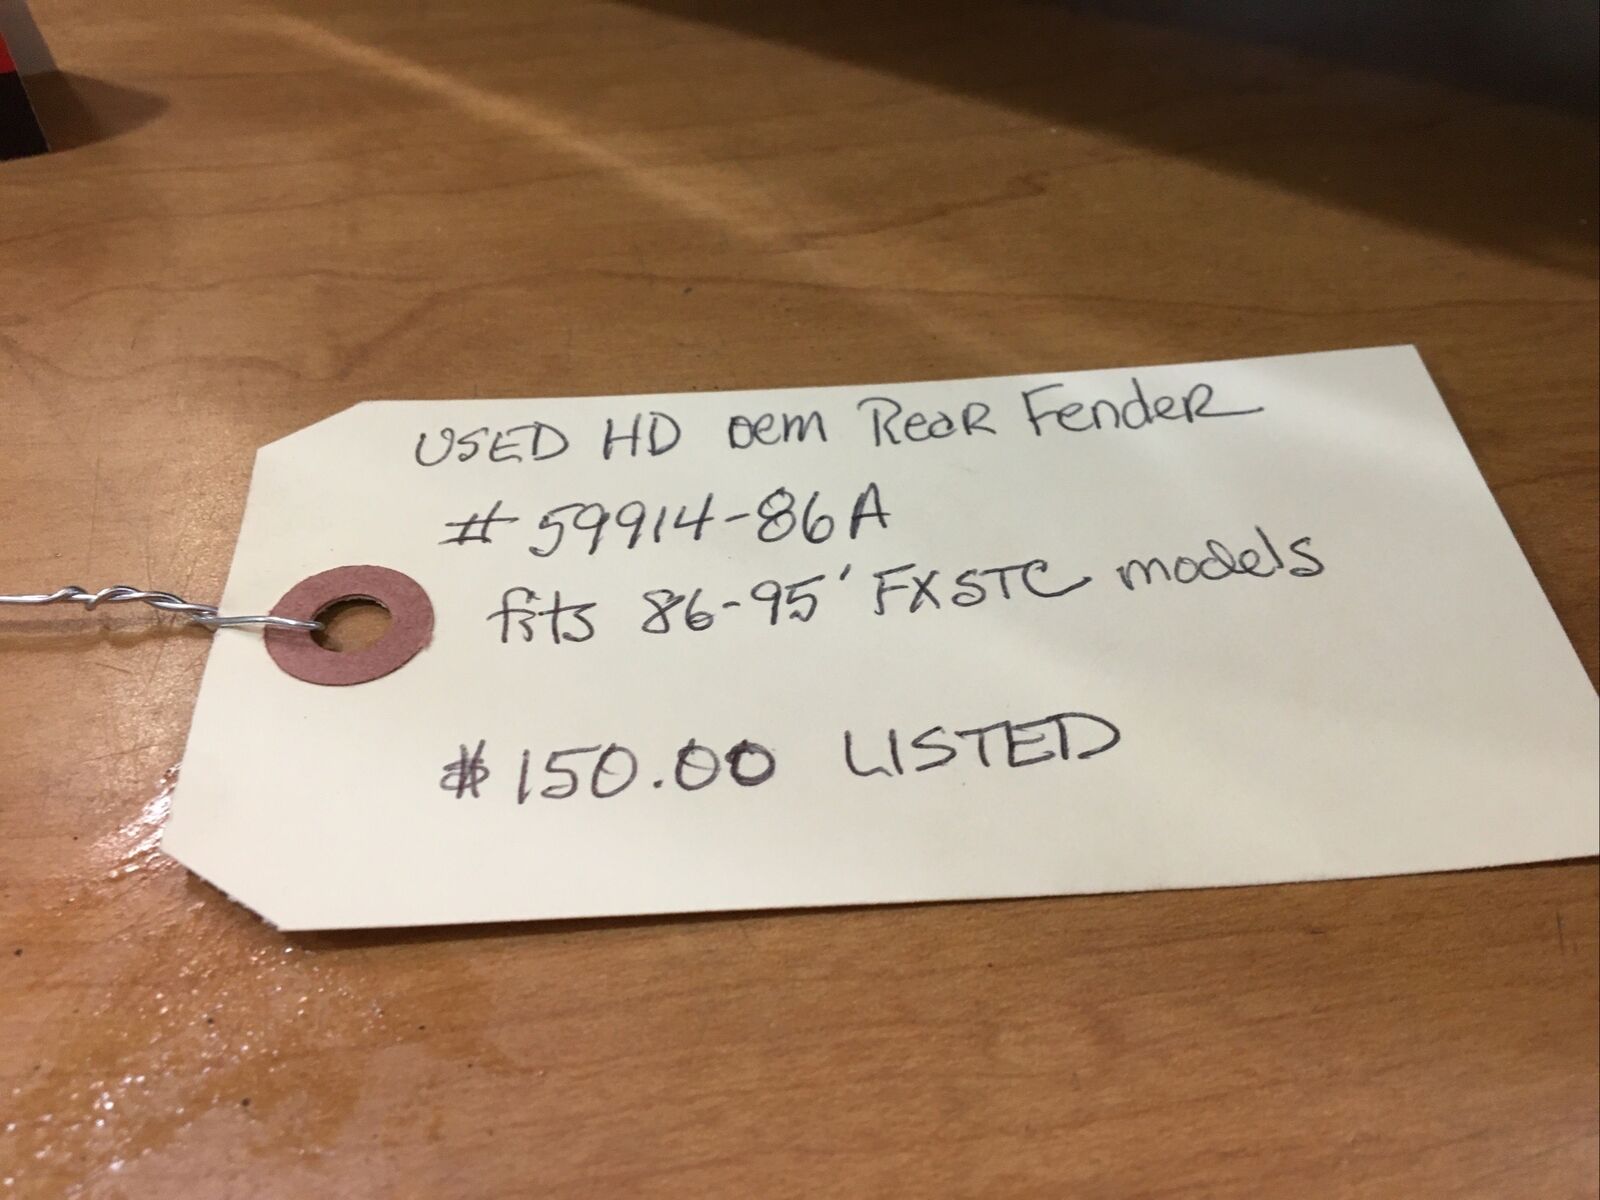 USED HD OEM Rear Fender
# 59914-86A
fits 86-95' FXSTC models
$150.00 LISTED